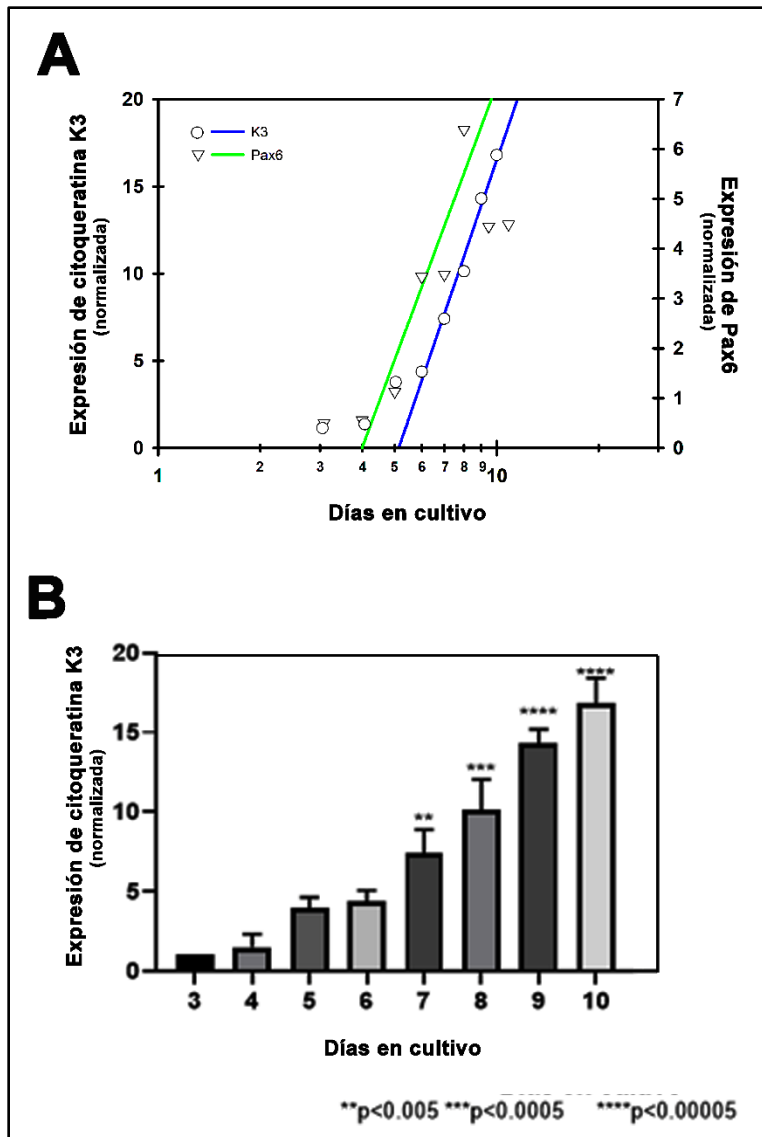 A
Expresión de citoqueratina K3
(normalizada)
20
15
10
5
0
K3
Pax6
7
6
5
4
3
2
1
0
Expresión de Pax6
(normalizada)
1
2
3
4
5
6
7
8
9
10
Días en cultivo
B
Expresión de citoqueratina K3
(normalizada)
20
15
10
5
0
**
***
****
****
3 4 5 6 7 8 9 10
Días en cultivo
**p<0.005 ***p<0.0005 ****p<0.00005